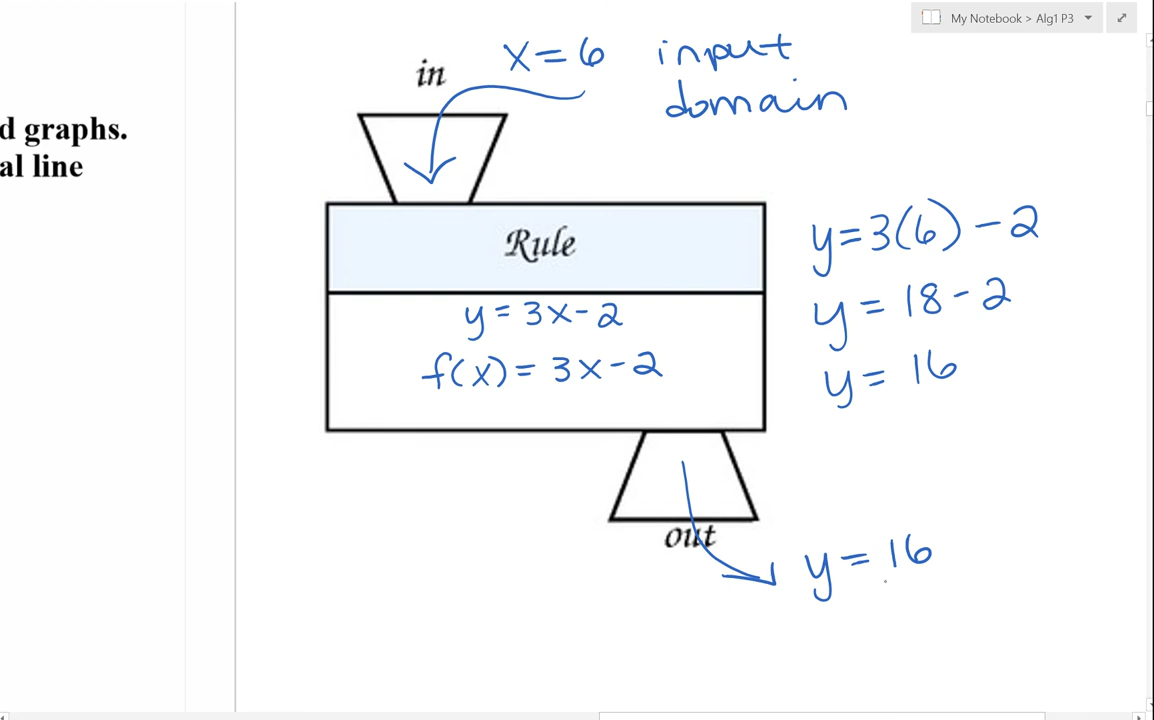 My Notebook > Alg1 P3
x=6 input
in
domain
d graphs.
al line
Rule
y=3(6)-2
y = 18-2
y = 3x-2
f(x) = 3x-2
y = 16
out
y = 16